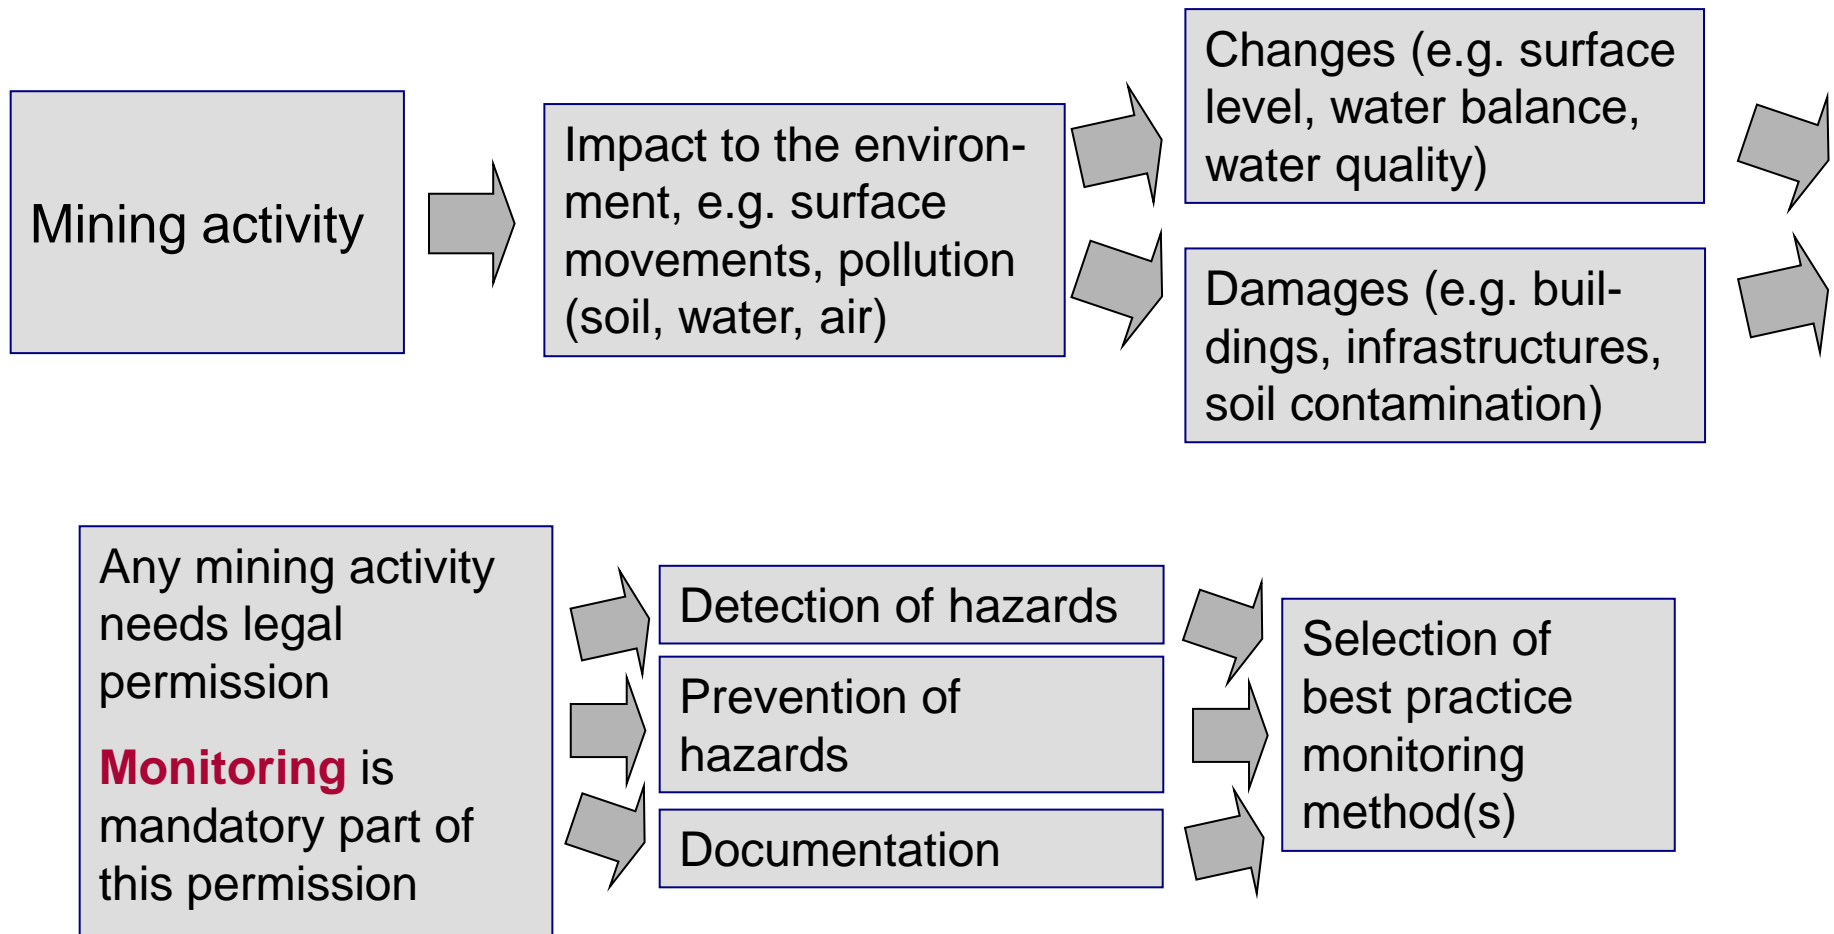 Mining activity
Impact to the environ-
ment, e.g. surface
movements, pollution
(soil, water, air)
Changes (e.g. surface
level, water balance,
water quality)
Damages (e.g. buil-
dings, infrastructures,
soil contamination)
Any mining activity
needs legal
permission
Monitoring is
mandatory part of
this permission
Detection of hazards
Prevention of
hazards
Documentation
Selection of
best practice
monitoring
method(s)